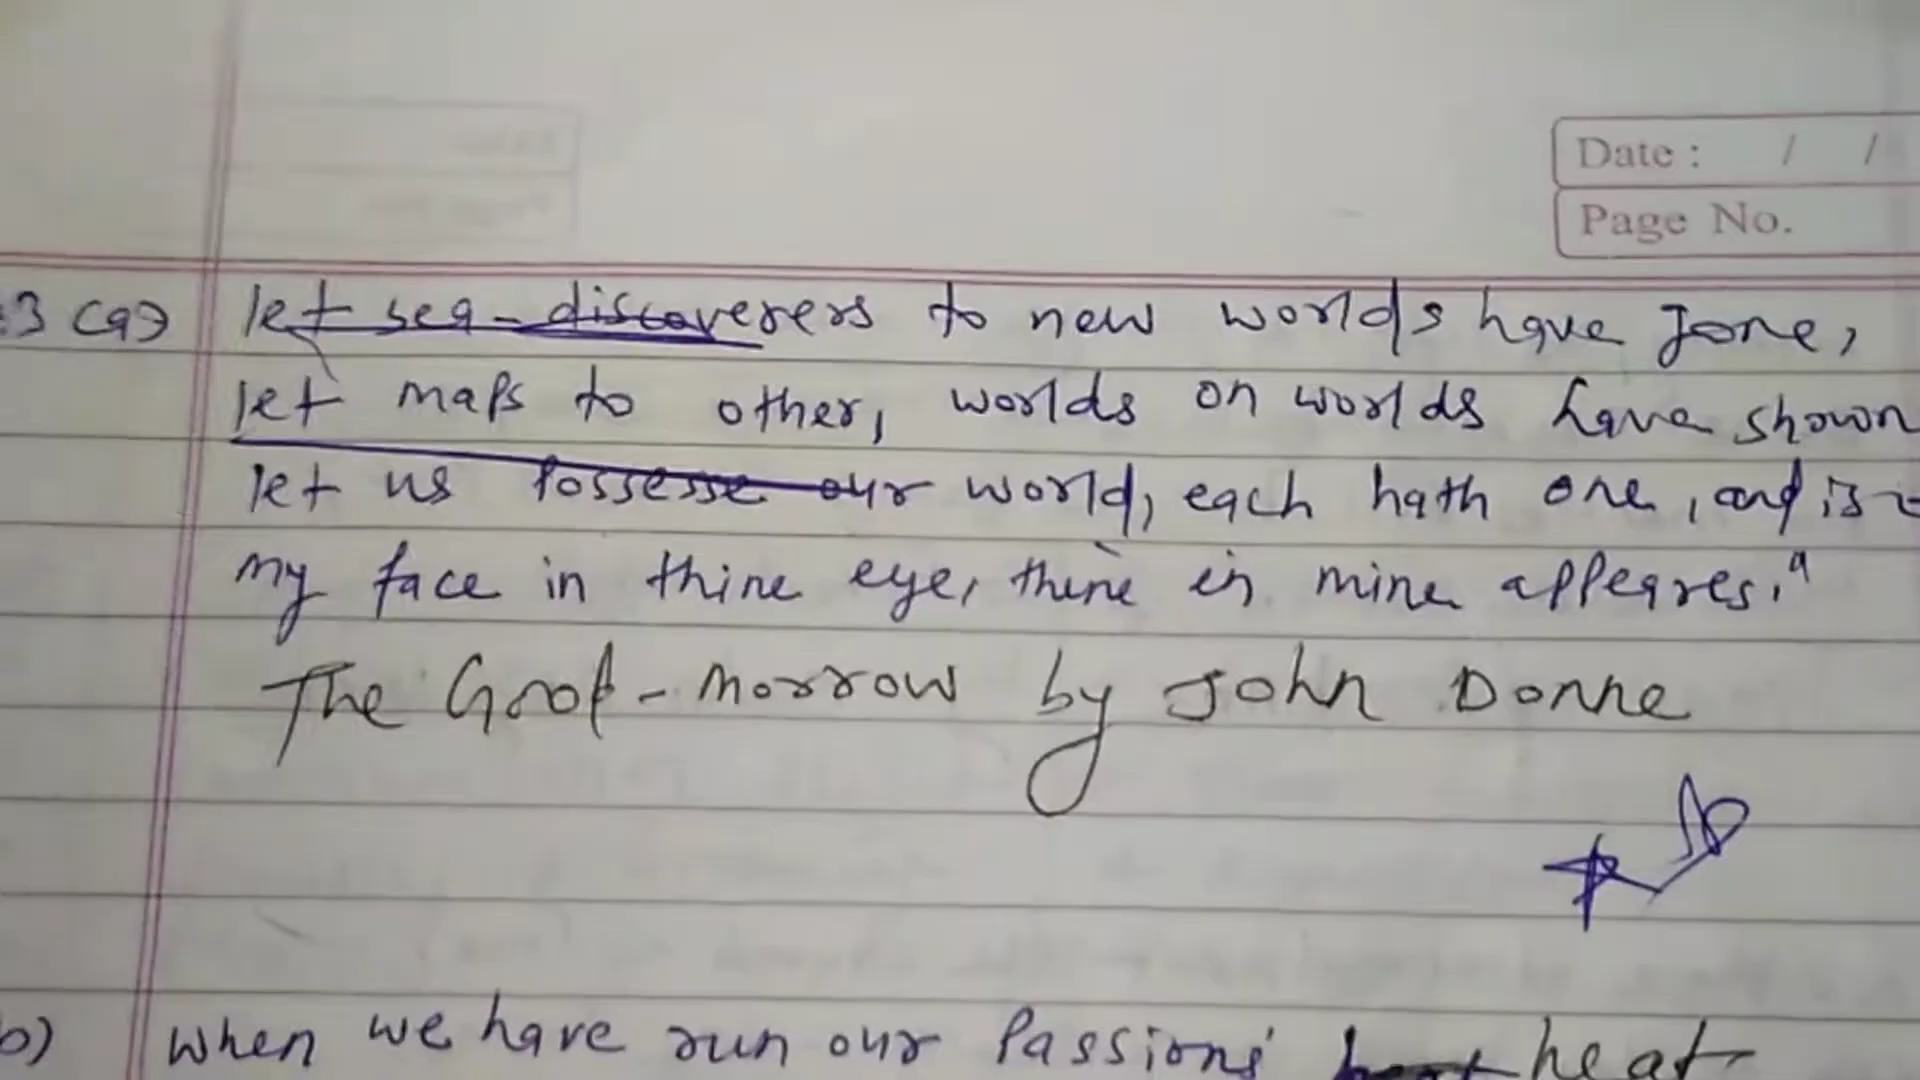 Date : / /
Page No.
3 (a) let sea-discoverers to new worlds have gone,
let maps to other, worlds on worlds have shown
let us possesse our world, each hath one, and is
my face in thine eye, thine in mine appeares."
The Good-Morrow by John Donne
b) when we have run our Passions' heat